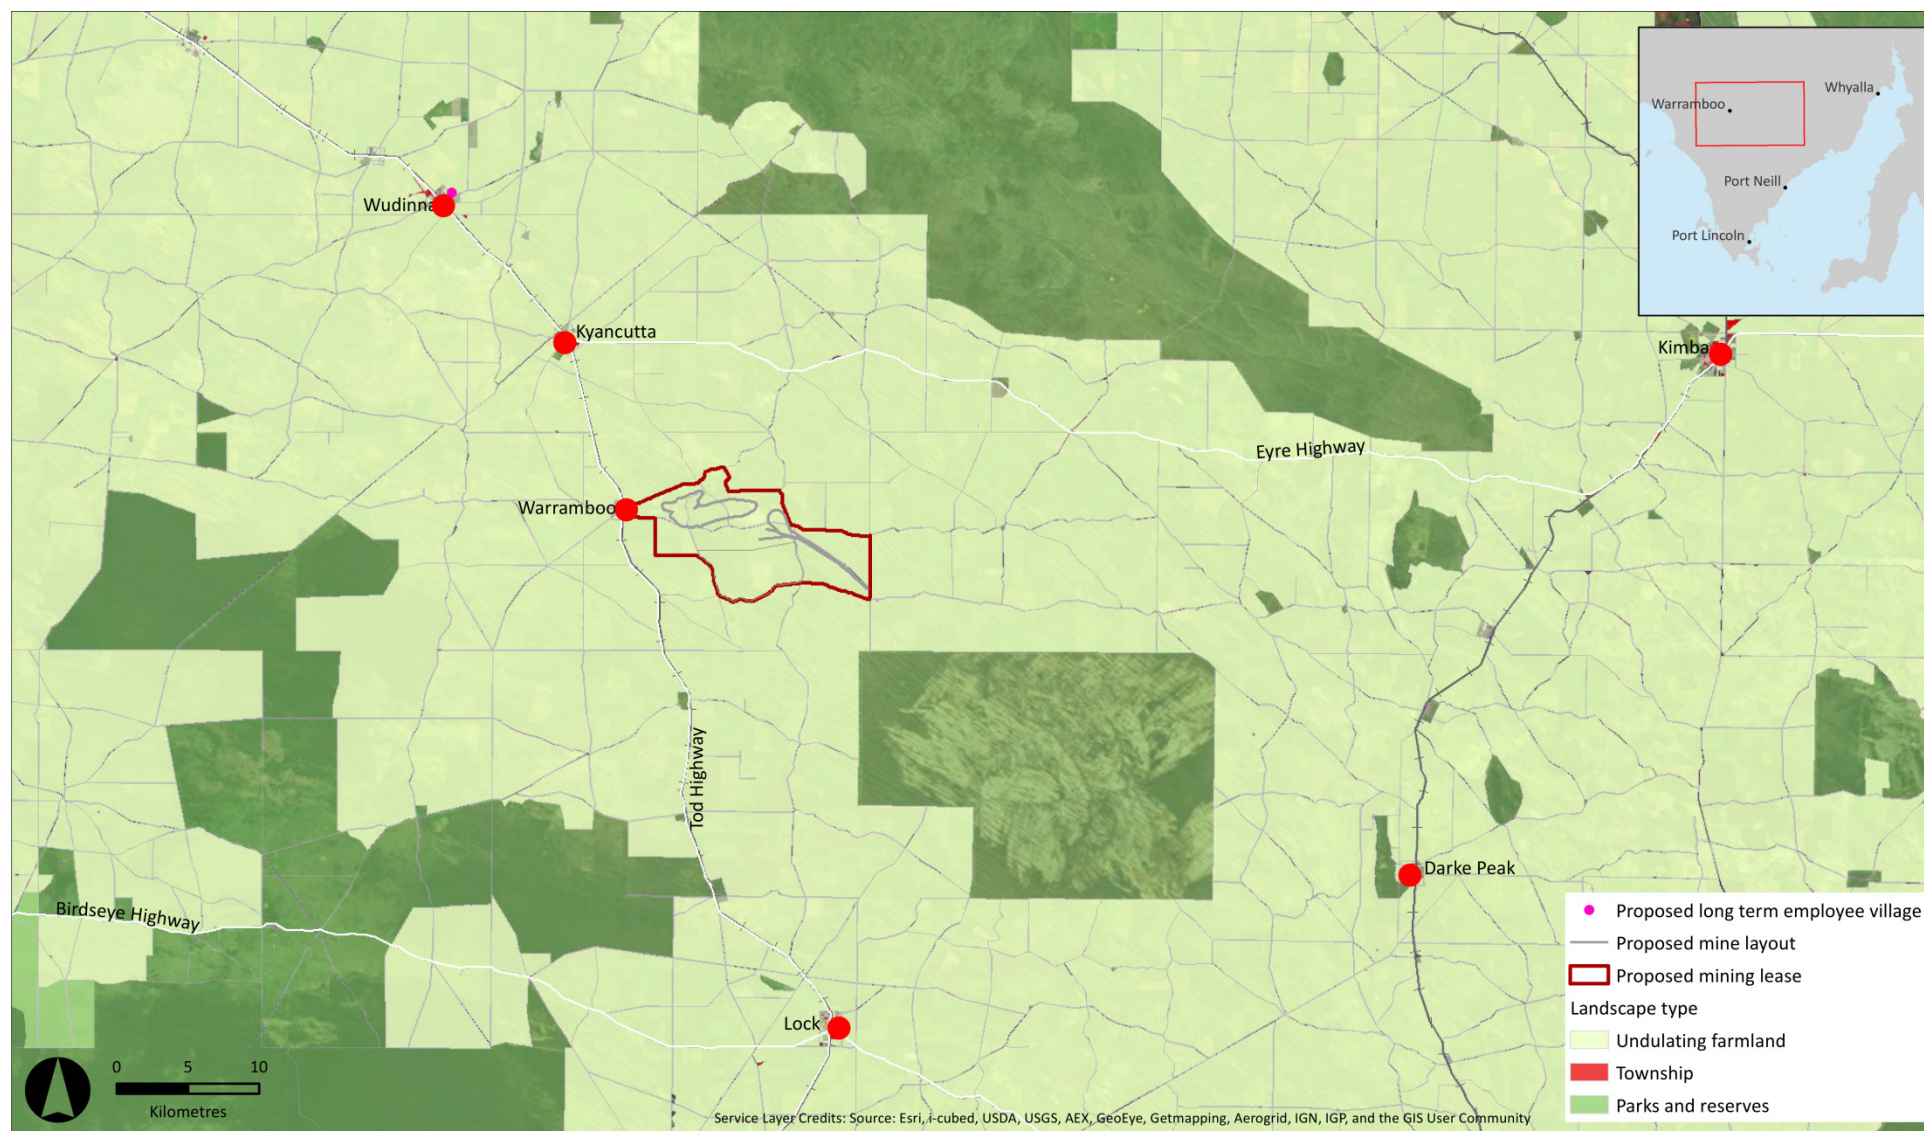 Whyalla
Warramboo
Port Neill
Port Lincoln
Wudinna
Kyancutta
Kimba
Eyre Highway
Warramboo
Tod Highway
Darke Peak
Birdseye Highway
Lock
Proposed long term employee village
Proposed mine layout
Proposed mining lease
Landscape type
Undulating farmland
Township
Parks and reserves
0 5 10
Kilometres
Service Layer Credits: Source: Esri, i-cubed, USDA, USGS, AEX, GeoEye, Getmapping, Aerogrid, IGN, IGP, and the GIS User Community